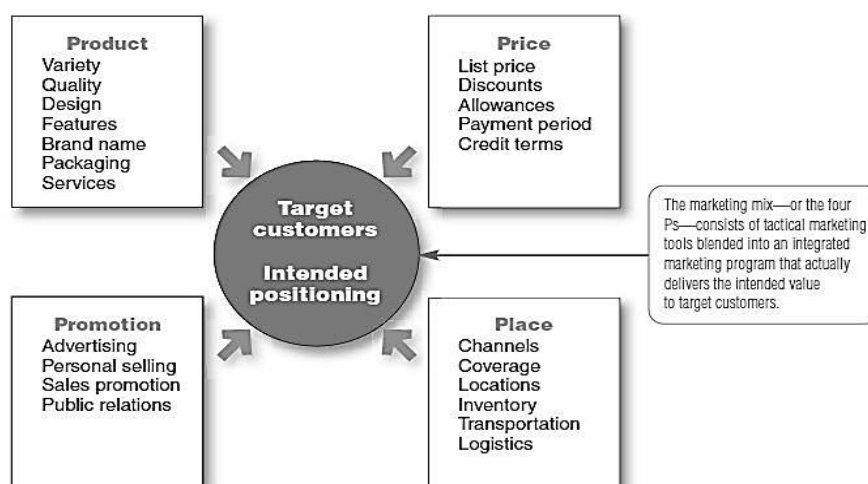 Product
Variety
Quality
Design
Features
Brand name
Packaging
Services
Price
List price
Discounts
Allowances
Payment period
Credit terms
Target
customers
Intended
positioning
The marketing mix—or the four
Ps—consists of tactical marketing
tools blended into an integrated
marketing program that actually
delivers the intended value
to target customers.
Promotion
Advertising
Personal selling
Sales promotion
Public relations
Place
Channels
Coverage
Locations
Inventory
Transportation
Logistics